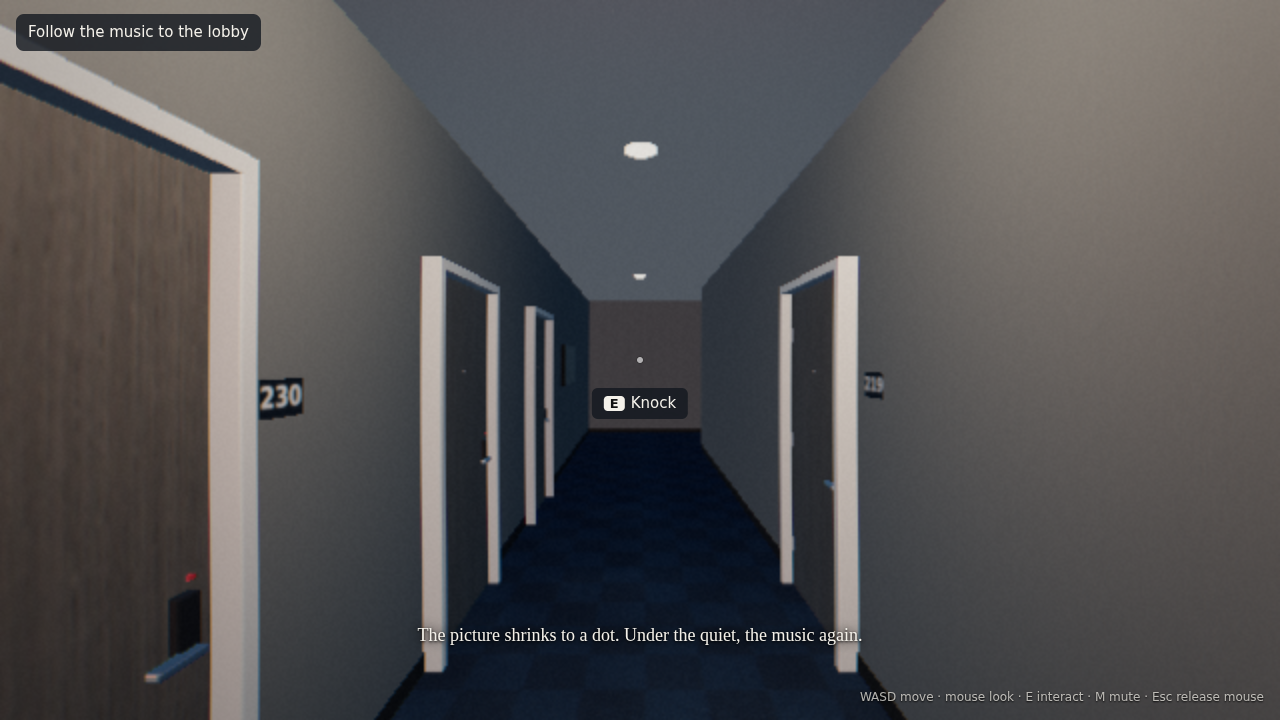 Follow the music to the lobby
230
219
E Knock
The picture shrinks to a dot. Under the quiet, the music again.
WASD move · mouse look · E interact · M mute · Esc release mouse